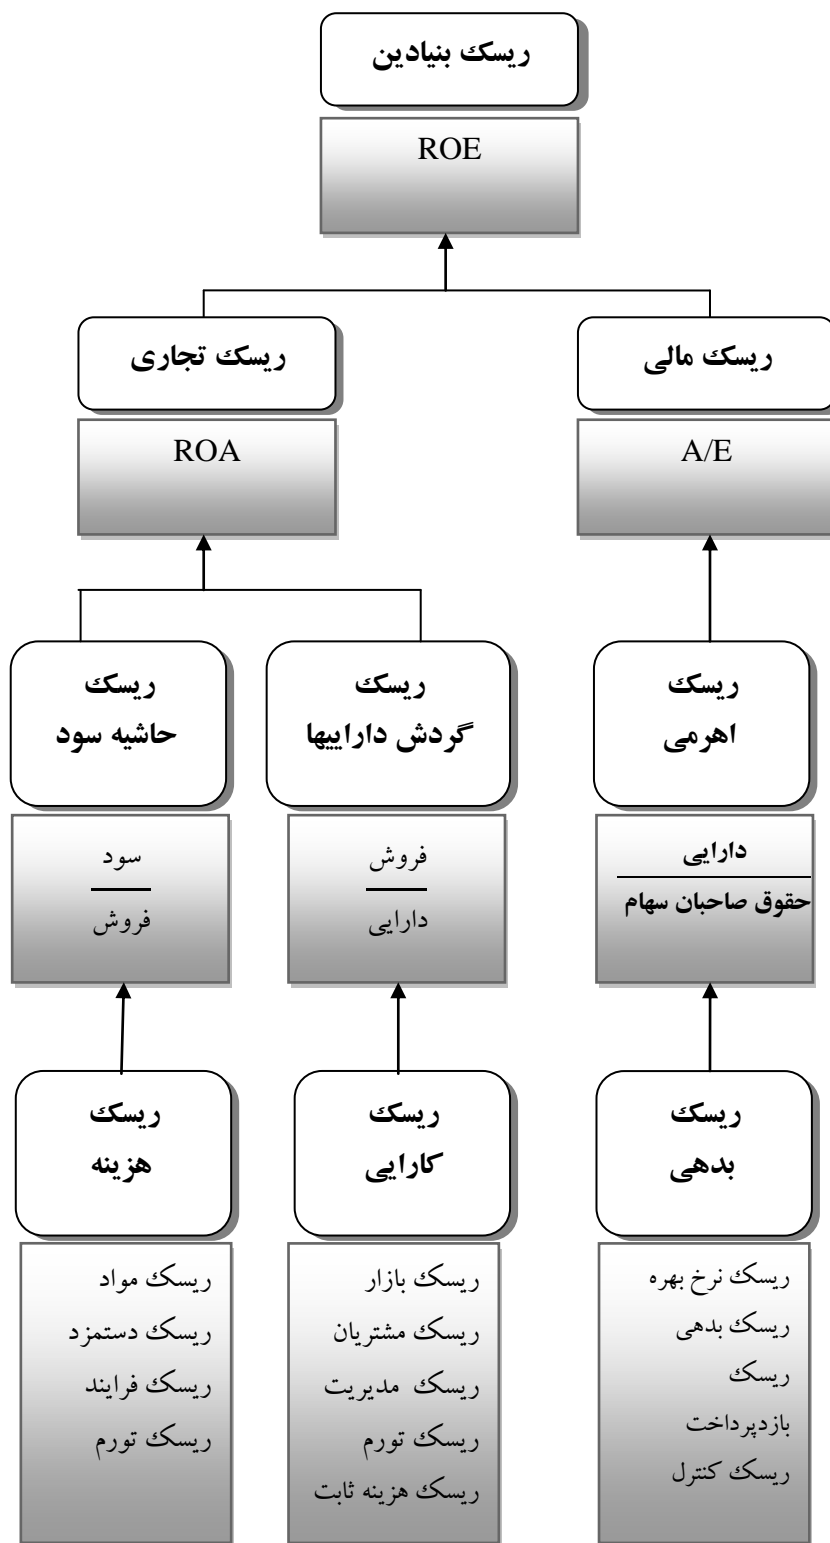 ریسک بنیادین
ROE
ریسک مالی
A/E
ریسک تجاری
ROA
ریسک
اهرمی
دارایی
حقوق صاحبان سهام
ریسک
گردش داراییها
فروش
دارایی
ریسک
حاشیه سود
سود
فروش
ریسک
بدهی
ریسک نرخ بهره
ریسک بدهی
ریسک
بازدپرداخت
ریسک کنترل
ریسک
کارایی
ریسک بازار
ریسک مشتریان
ریسک مدیریت
ریسک تورم
ریسک هزینه ثابت
ریسک
هزینه
ریسک مواد
ریسک دستمزد
ریسک فرایند
ریسک تورم